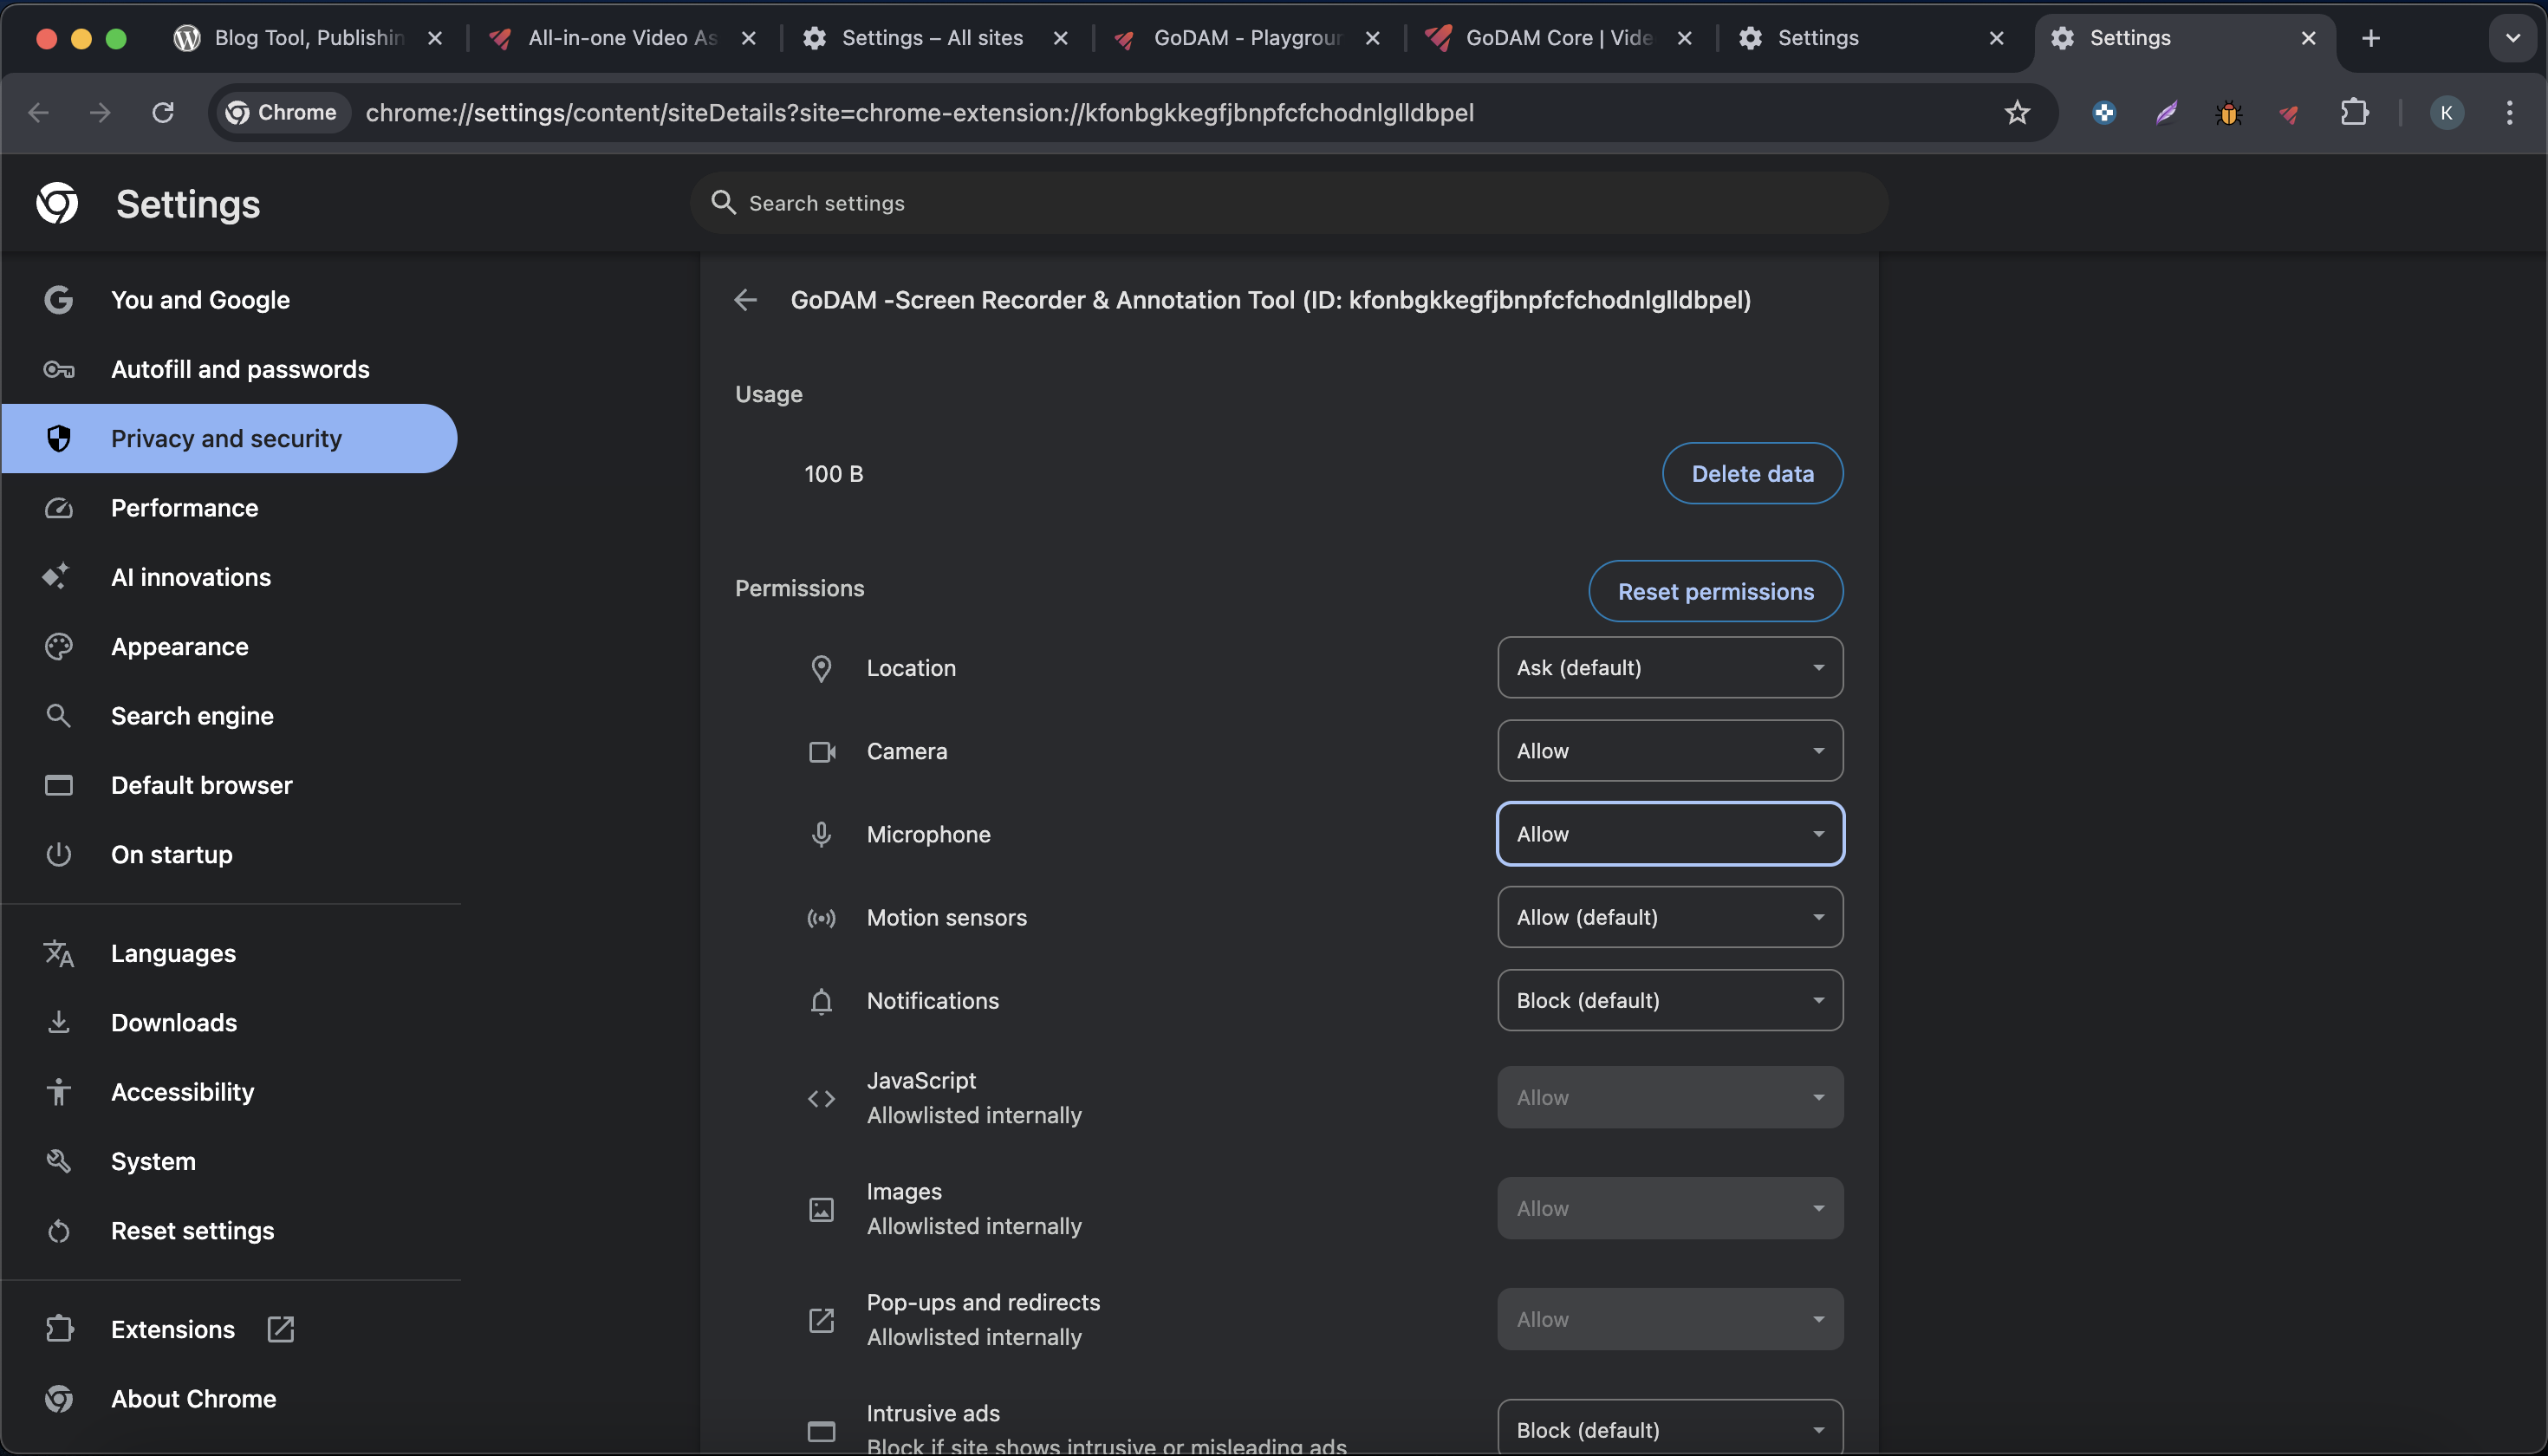 Blog Tool, Publishin
All-in-one Video As
Settings – All sites
GoDAM - Playgroun
GoDAM Core | Vide
Settings
Settings
Chrome
chrome://settings/content/siteDetails?site=chrome-extension://kfonbgkkegfjbnpfcfchodnlglldbpel
K
Settings
Search settings
You and Google
Autofill and passwords
Privacy and security
Performance
AI innovations
Appearance
Search engine
Default browser
On startup
Languages
Downloads
Accessibility
System
Reset settings
Extensions
About Chrome
GoDAM -Screen Recorder & Annotation Tool (ID: kfonbgkkegfjbnpfcfchodnlglldbpel)
Usage
100 B
Delete data
Permissions
Reset permissions
Location
Ask (default)
Camera
Allow
Microphone
Allow
Motion sensors
Allow (default)
Notifications
Block (default)
JavaScript
Allowlisted internally
Allow
Images
Allowlisted internally
Allow
Pop-ups and redirects
Allowlisted internally
Allow
Intrusive ads
Block if site shows intrusive or misleading ads
Block (default)